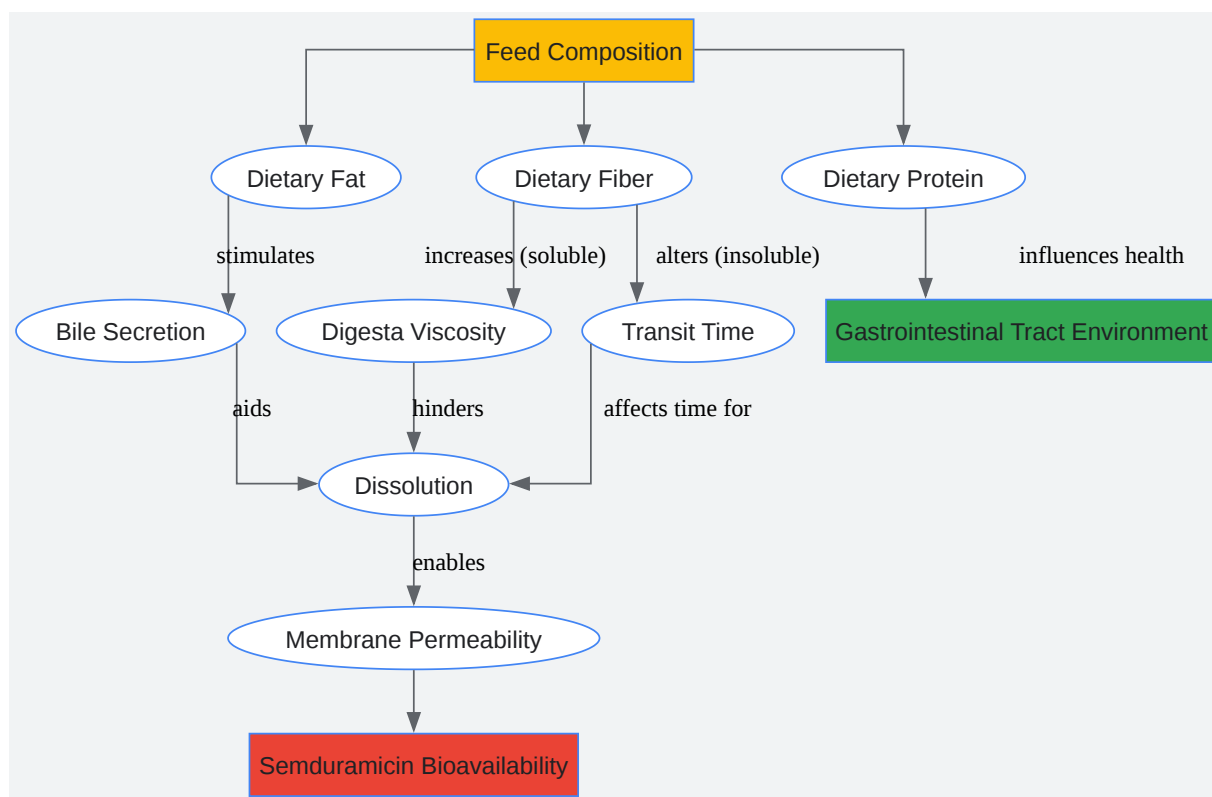 Feed Composition
Dietary Fat
Dietary Fiber
Dietary Protein
stimulates
increases (soluble)
alters (insoluble)
influences health
Bile Secretion
Digesta Viscosity
Transit Time
Gastrointestinal Tract Environment
aids
hinders
affects time for
Dissolution
enables
Membrane Permeability
Semduramicin Bioavailability